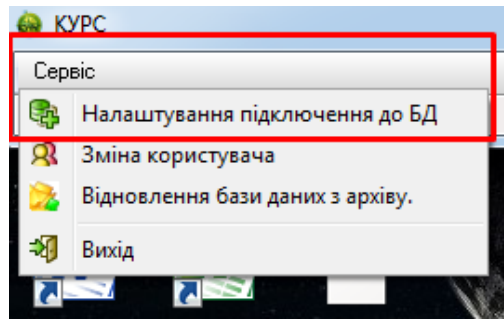 КУРС
Сервіс
Налаштування підключення до БД
Зміна користувача
Відновлення бази даних з архіву.
Вихід